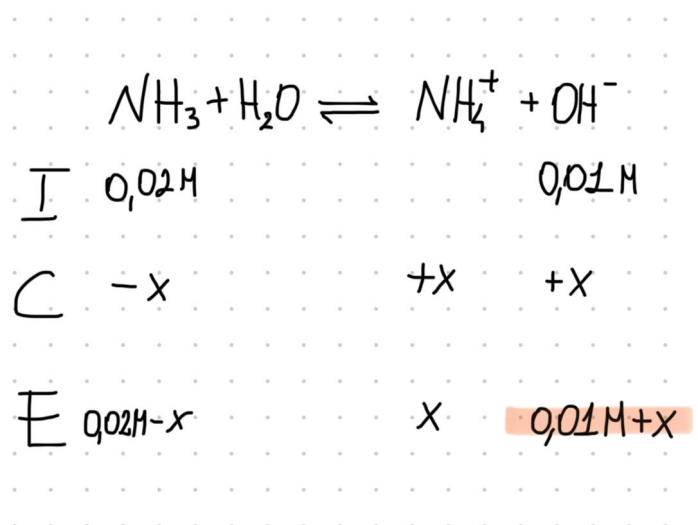 NH₃ + H₂O ⇌ NH₄⁺ + OH⁻
I 0,02M 0,01M
C -x +x +x
E 0,02M-x x 0,01M+x